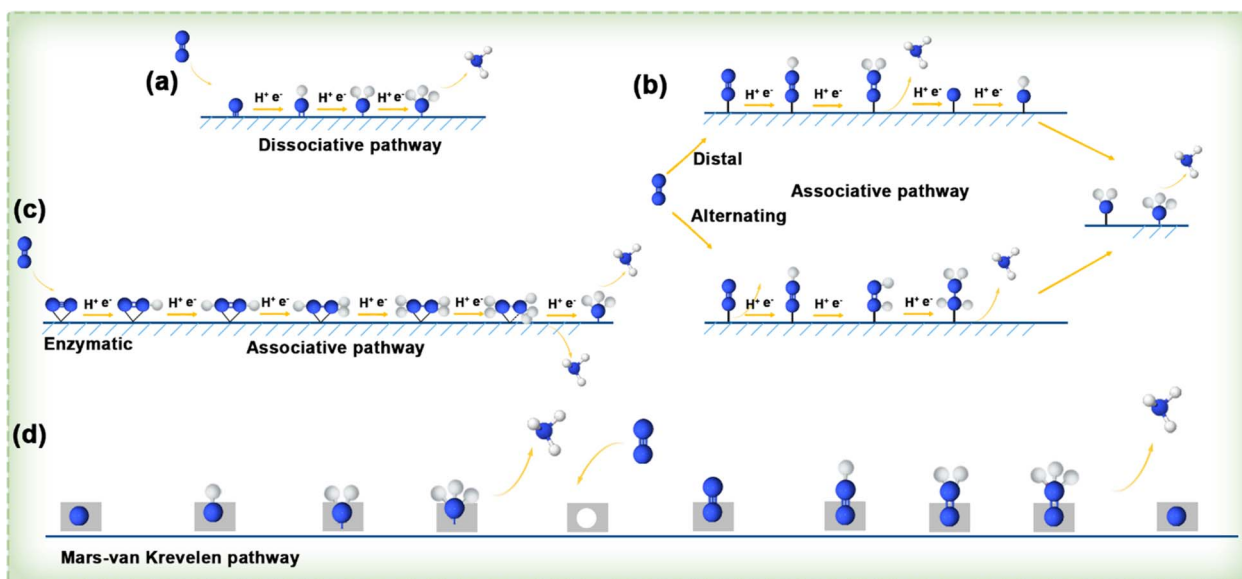 (a)
H⁺ e⁻ H⁺ e⁻ H⁺ e⁻
Dissociative pathway
(b)
H⁺ e⁻ H⁺ e⁻ H⁺ e⁻ H⁺ e⁻
Distal
Associative pathway
Alternating
H⁺ e⁻ H⁺ e⁻ H⁺ e⁻
(c)
H⁺ e⁻ H⁺ e⁻ H⁺ e⁻ H⁺ e⁻ H⁺ e⁻ H⁺ e⁻
Enzymatic
Associative pathway
(d)
Mars-van Krevelen pathway